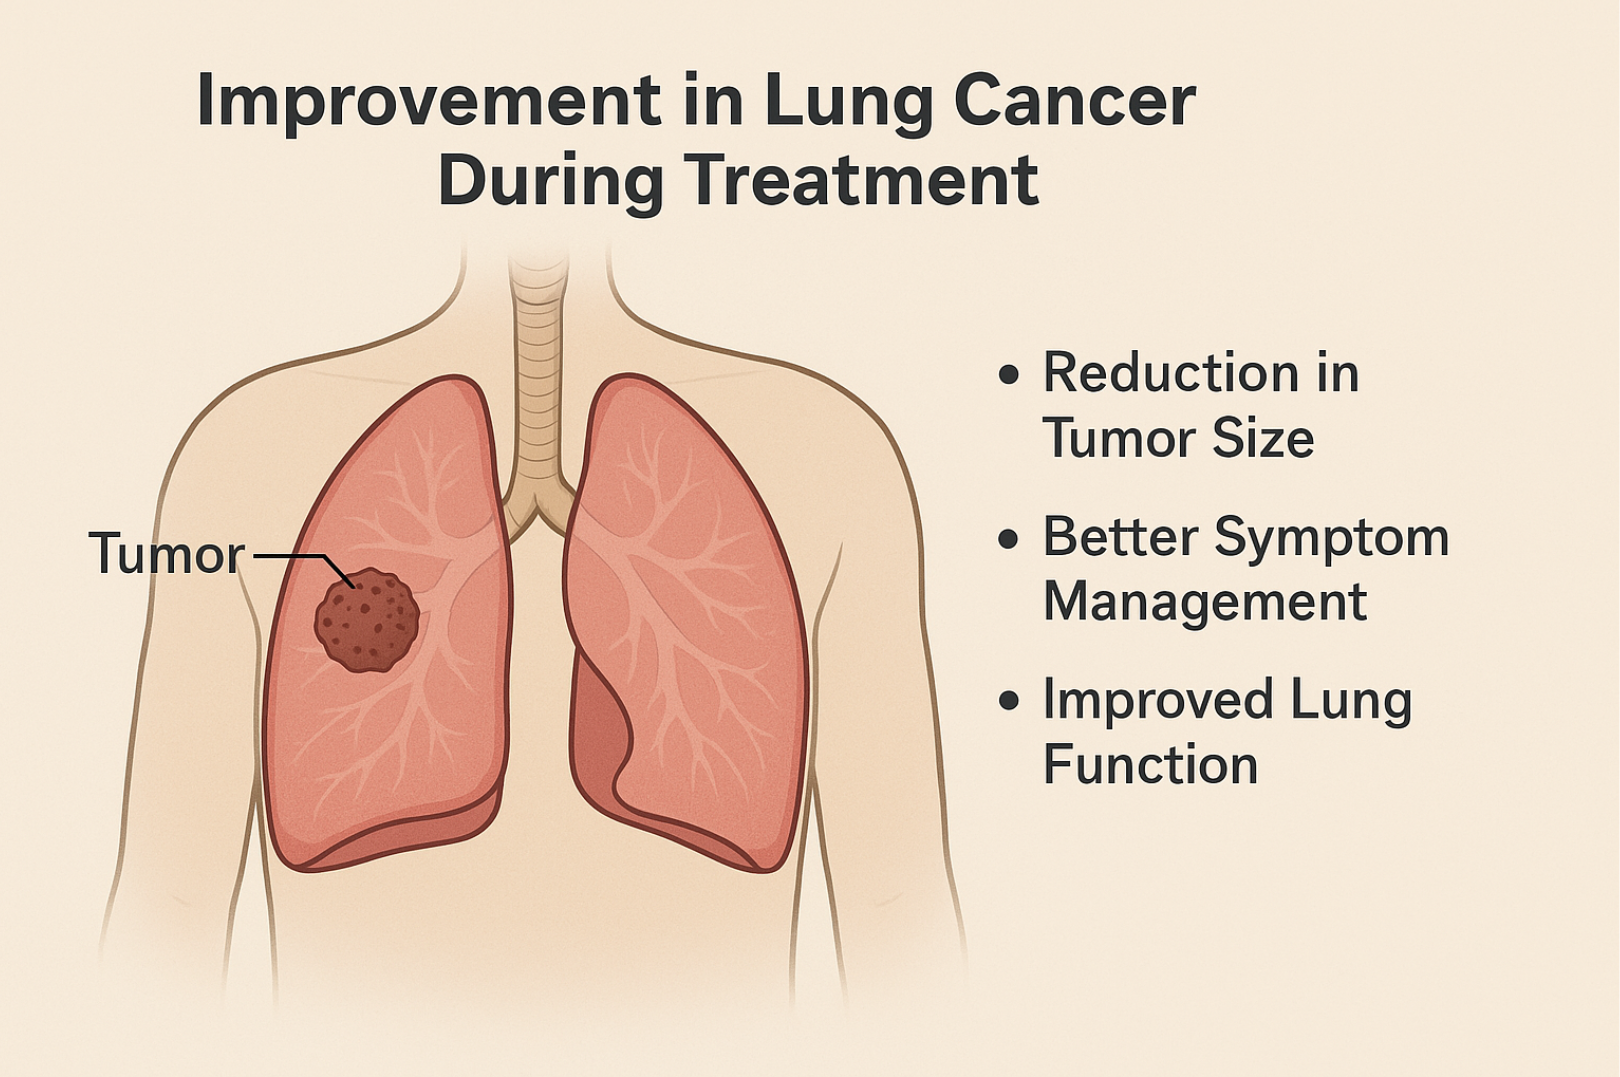 Improvement in Lung Cancer
During Treatment
Tumor
• Reduction in
Tumor Size
• Better Symptom
Management
• Improved Lung
Function